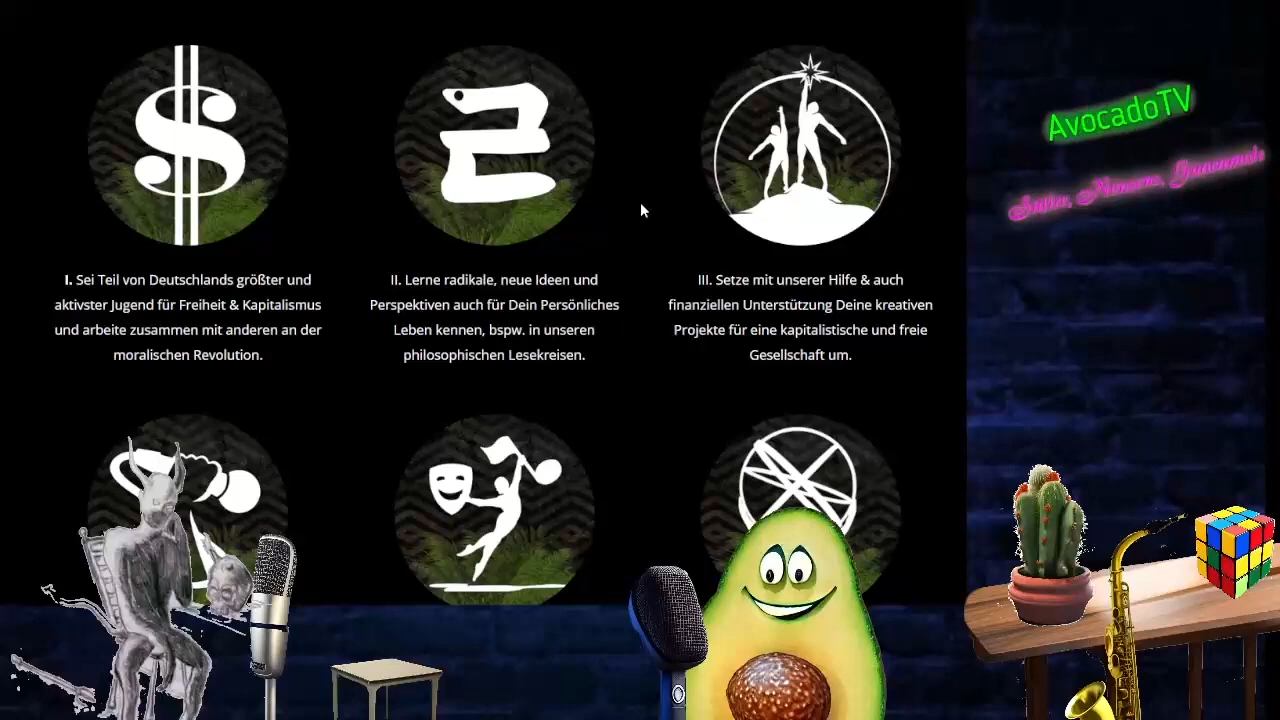 AvocadoTV
I. Sei Teil von Deutschlands größter und
aktivster Jugend für Freiheit & Kapitalismus
und arbeite zusammen mit anderen an der
moralischen Revolution.
II. Lerne radikale, neue Ideen und
Perspektiven auch für Dein Persönliches
Leben kennen, bspw. in unseren
philosophischen Lesekreisen.
III. Setze mit unserer Hilfe & auch
finanziellen Unterstützung Deine kreativen
Projekte für eine kapitalistische und freie
Gesellschaft um.